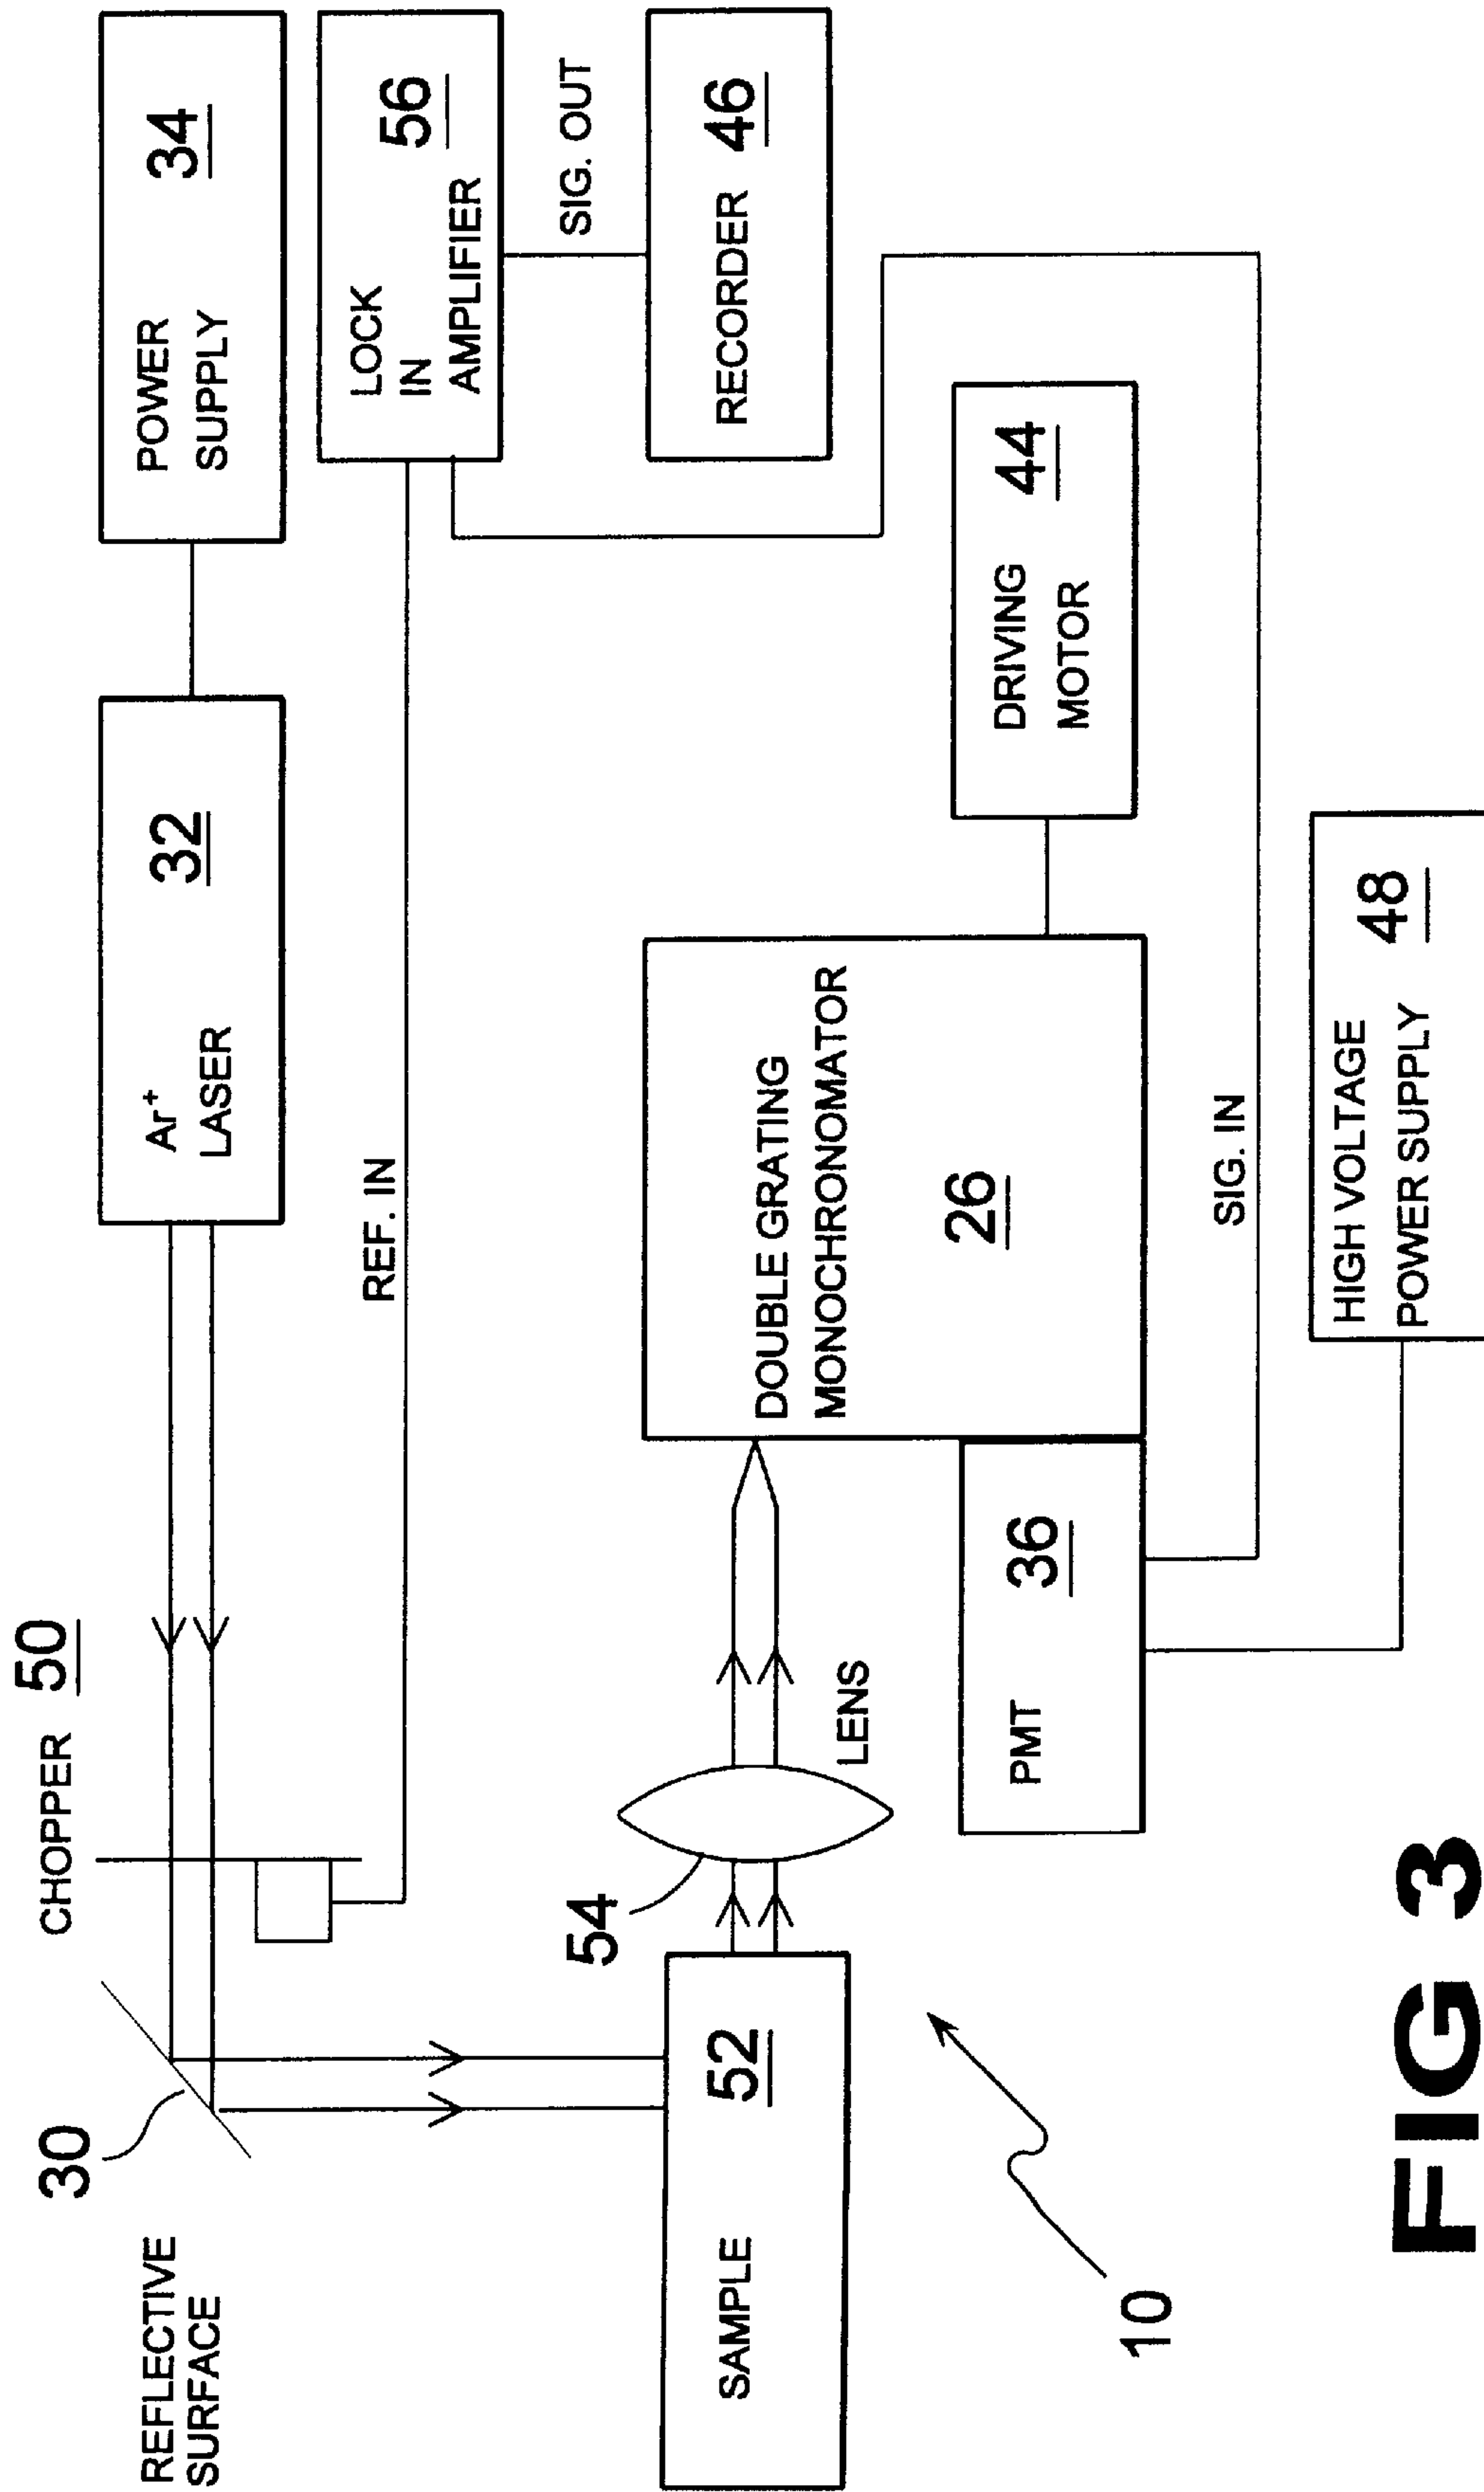 REFLECTIVE
SURFACE
30
CHOPPER 50
Ar+
LASER
32
POWER
SUPPLY
34
REF. IN
LOCK
IN
AMPLIFIER
56
SIG. OUT
RECORDER 46
SAMPLE
52
54
LENS
DOUBLE GRATING
MONOCHRONOMATOR
26
DRIVING
MOTOR
44
PMT
36
SIG. IN
HIGH VOLTAGE
POWER SUPPLY
48
10
FIG 3